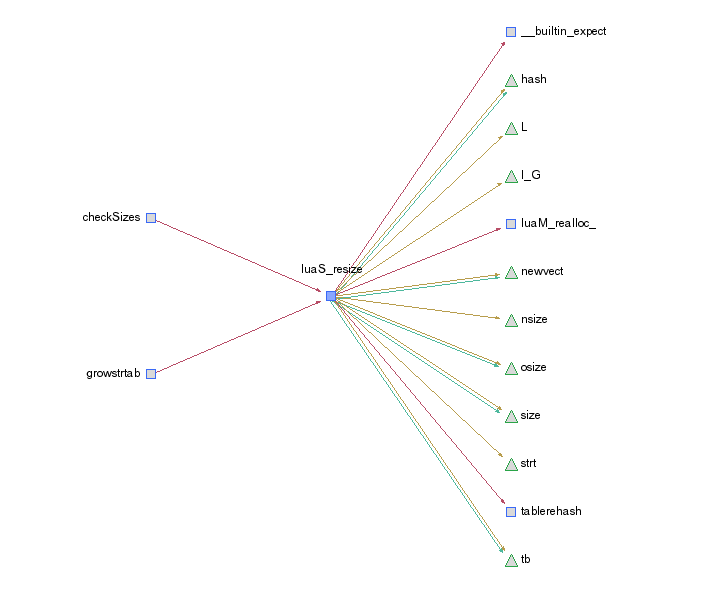 __builtin_expect
hash
L
l_G
checkSizes
luaM_realloc_
luaS_resize
newvect
nsize
growstrtab
osize
size
strt
tablerehash
tb